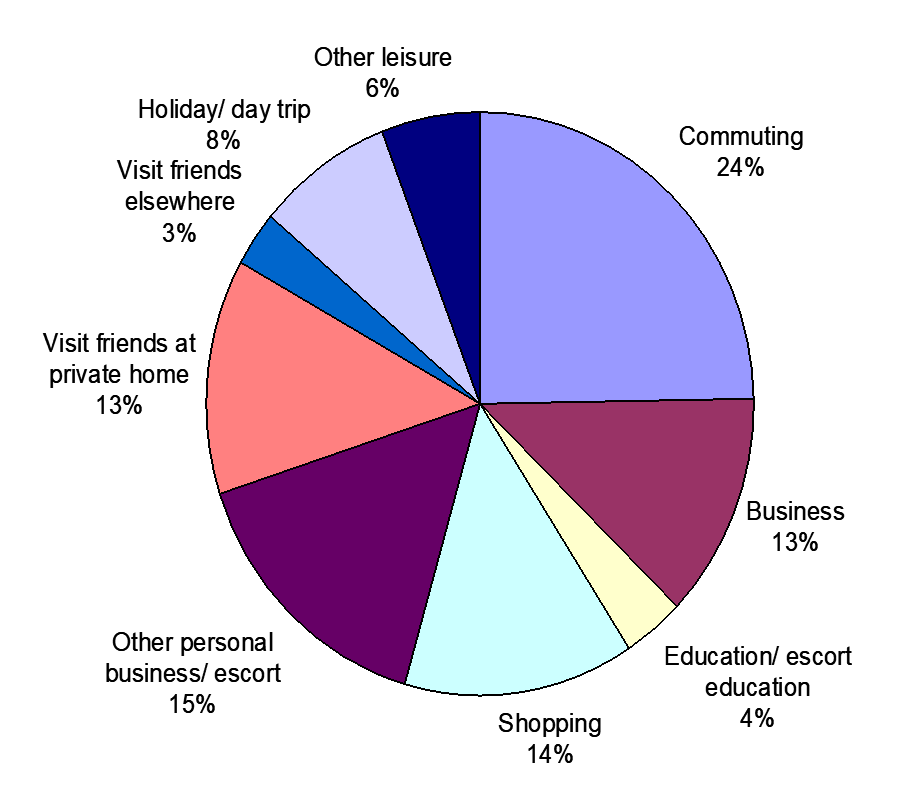 Other leisure
6%
Holiday/ day trip
8%
Visit friends
elsewhere
3%
Visit friends at
private home
13%
Other personal
business/ escort
15%
Shopping
14%
Education/ escort
education
4%
Business
13%
Commuting
24%